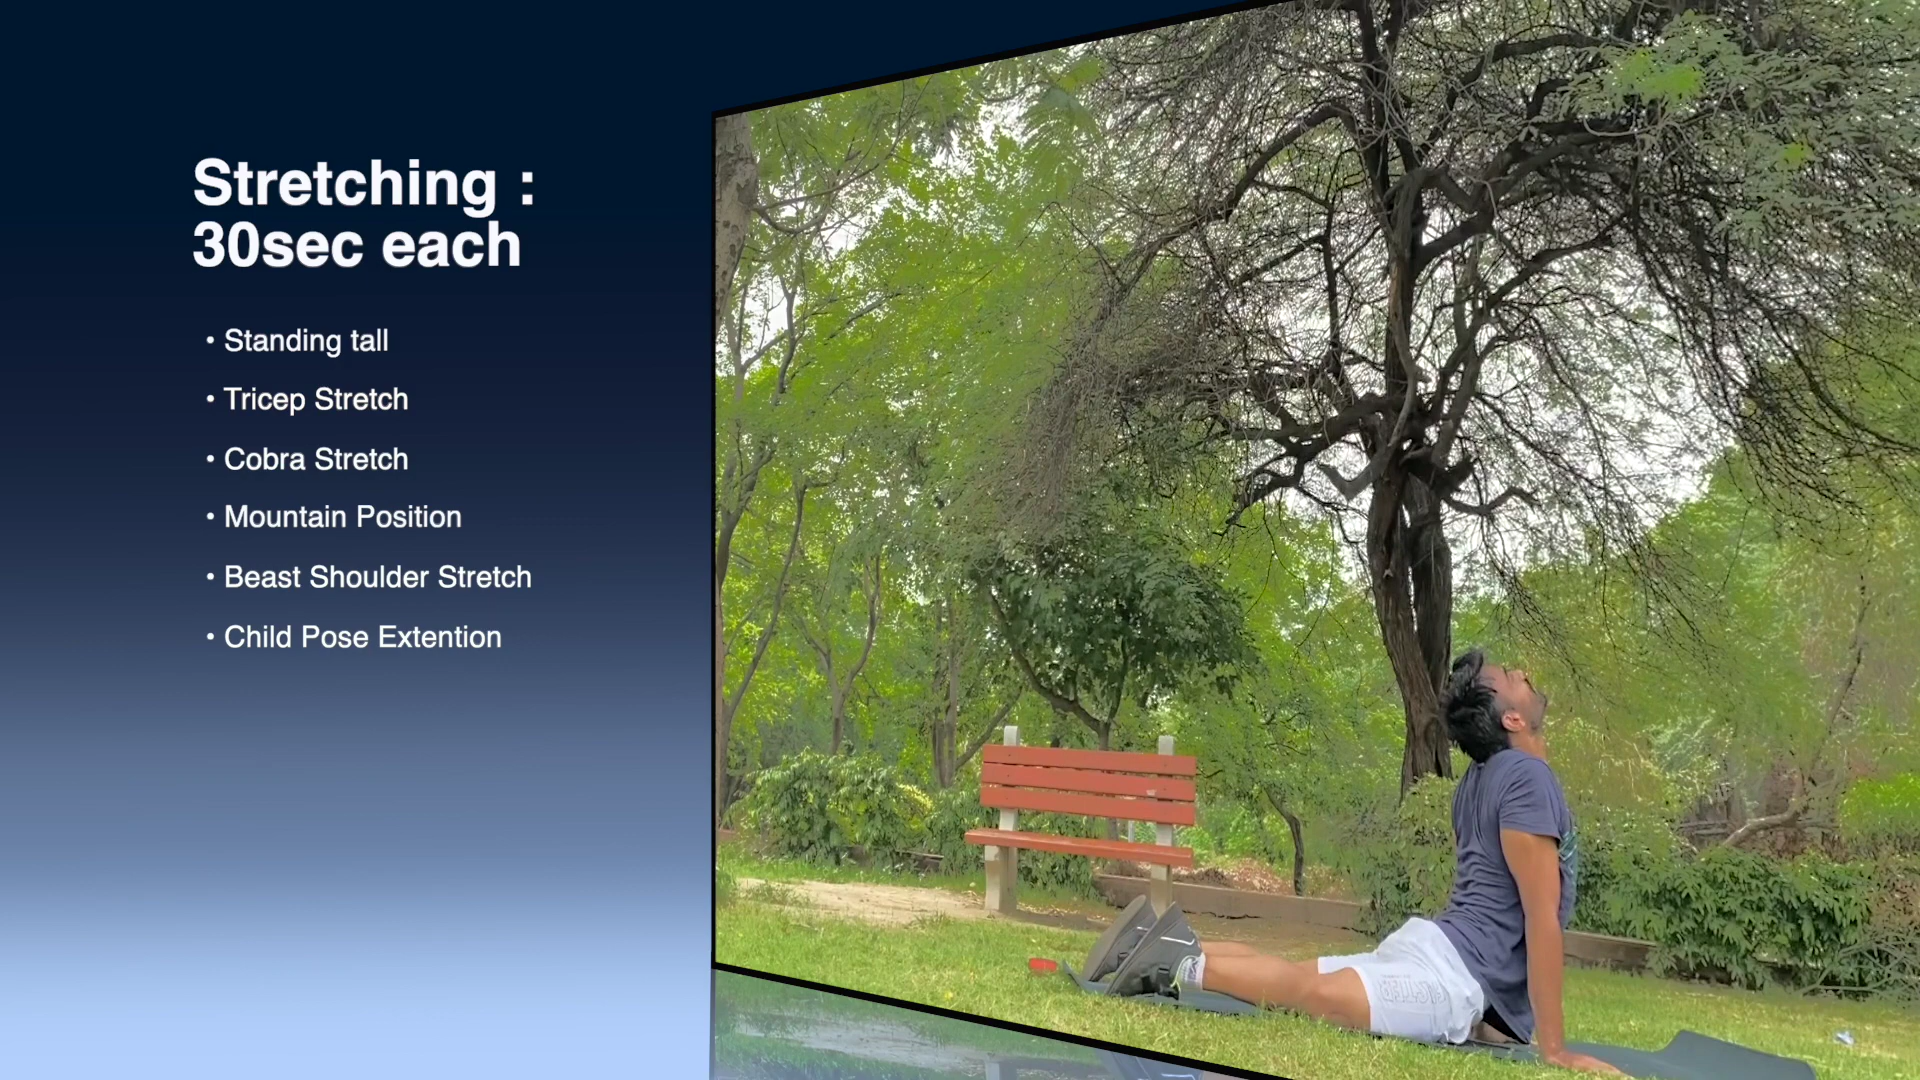 Stretching :
30sec each
• Standing tall
• Tricep Stretch
• Cobra Stretch
• Mountain Position
• Beast Shoulder Stretch
• Child Pose Extention